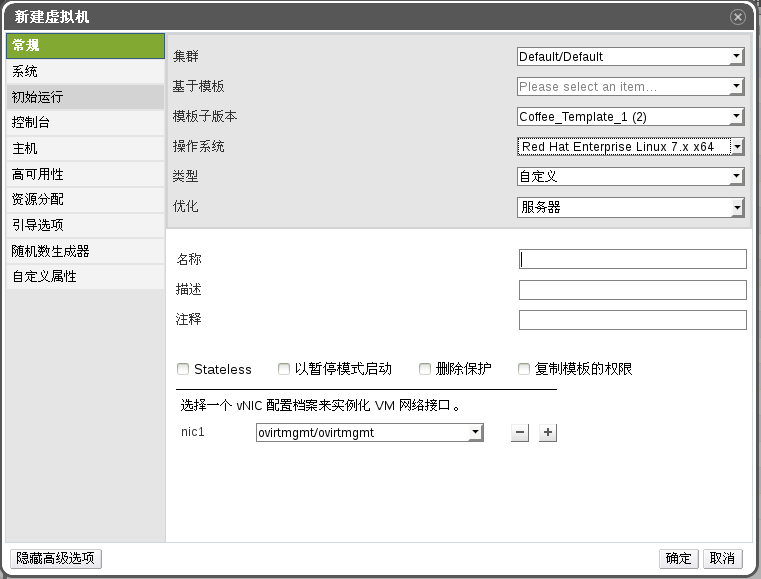 新建虚拟机
常规
系统
初始运行
控制台
主机
高可用性
资源分配
引导选项
随机数生成器
自定义属性
集群 Default/Default
基于模板 Please select an item...
模板子版本 Coffee_Template_1 (2)
操作系统 Red Hat Enterprise Linux 7.x x64
类型 自定义
优化 服务器
名称
描述
注释
Stateless 以暂停模式启动 删除保护 复制模板的权限
选择一个 vNIC 配置档案来实例化 VM 网络接口。
nic1 ovirtmgmt/ovirtmgmt
隐藏高级选项 确定 取消